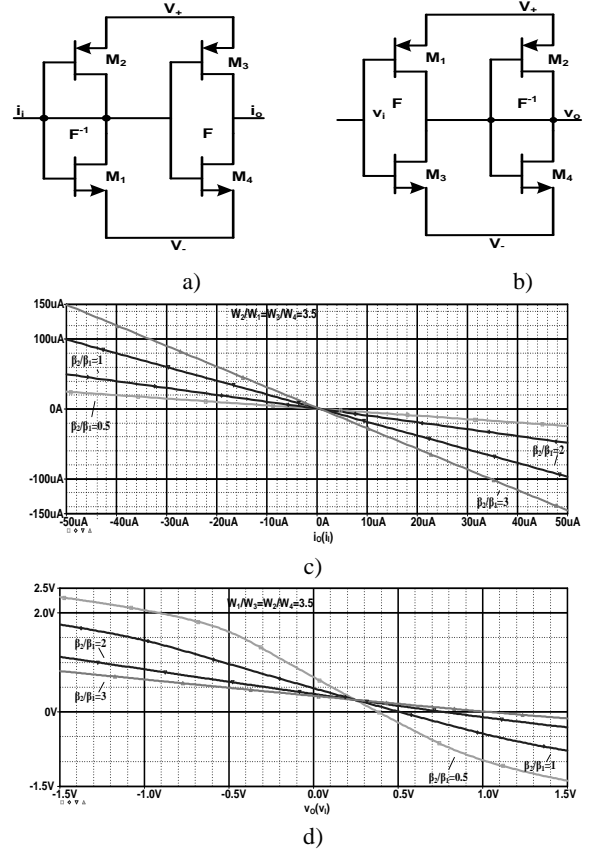 V+
M2
M3
ii
io
F-1
F
M1
M4
V-
a)
V+
M1
M2
vi
F
F-1
vo
M3
M4
V-
b)
150uA
W2/W1=W3/W4=3.5
100uA
β2/β1=1
0A
β2/β1=0.5
β2/β1=2
-100uA
β2/β1=3
-150uA
-50uA -40uA -30uA -20uA -10uA 0A 10uA 20uA 30uA 40uA 50uA
iO(iI)
c)
2.5V
W1/W3=W2/W4=3.5
2.0V
β2/β1=2
β2/β1=3
0V
β2/β1=1
β2/β1=0.5
-1.5V
-1.5V -1.0V -0.5V 0.0V 0.5V 1.0V 1.5V
vO(vI)
d)